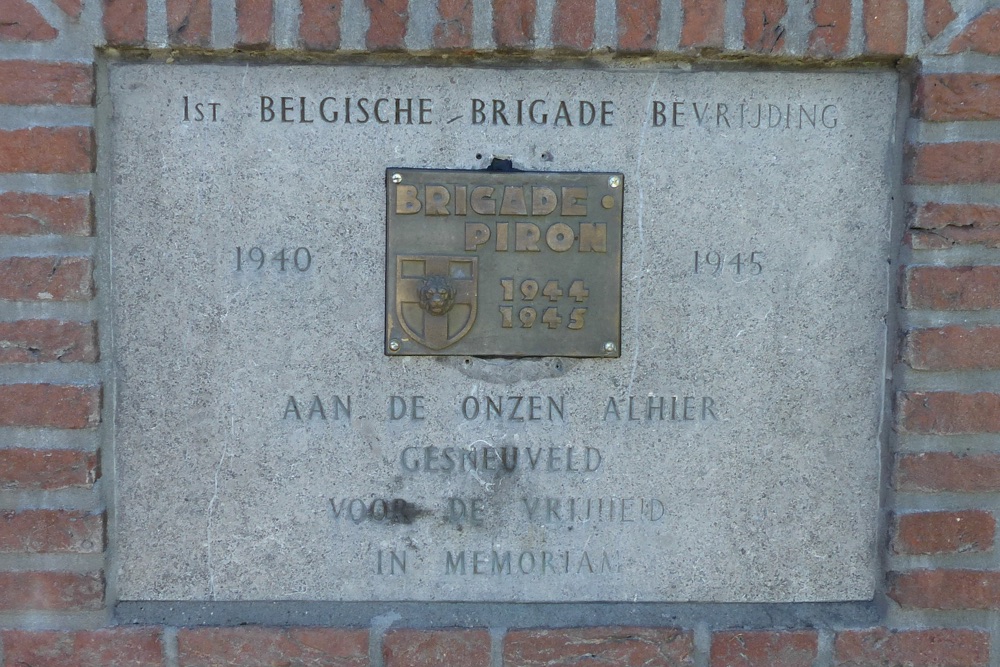 1ST. BELGISCHE - BRIGADE BEVRIJDING
BRIGADE
PIRON
1940
1945
1944
1945
AAN DE ONZEN ALHIER
GESNEUVELD
VOOR DE VRIJHEID
IN MEMORIAM